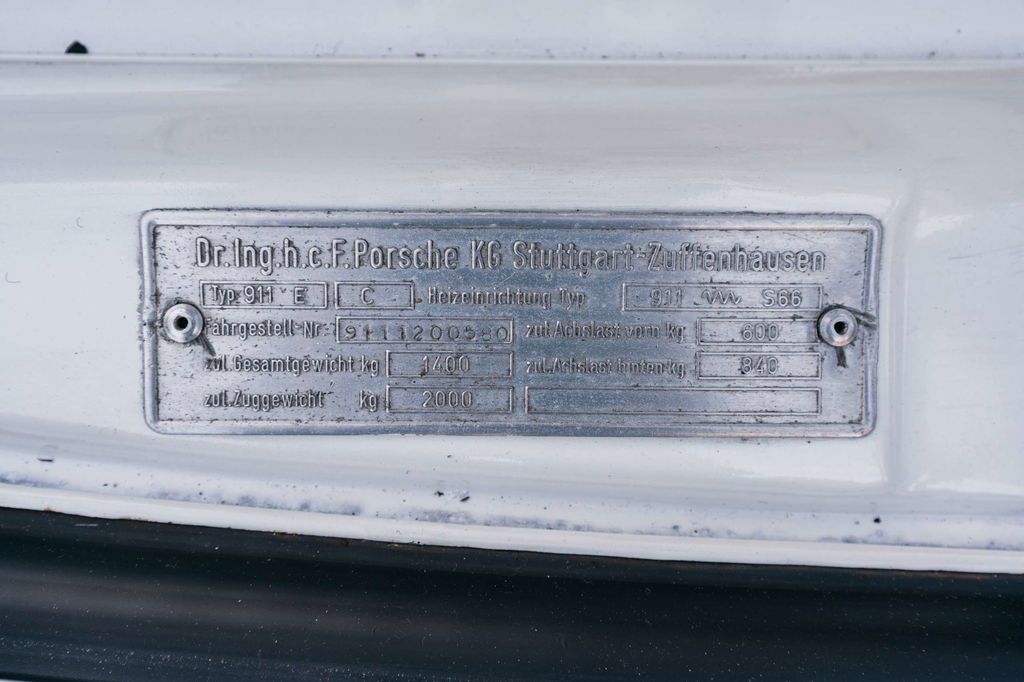 Dr.Ing.h.c.F.Porsche KG Stuttgart-Zuffenhausen
Typ 911 E C Heizeinrichtung Typ 911 S66
Fahrgestell-Nr. 9111200580 zul.Achslast vorn kg 600
zul.Gesamtgewicht kg 1400 zul.Achslast hinten kg 840
zul.Zuggewicht kg 2000